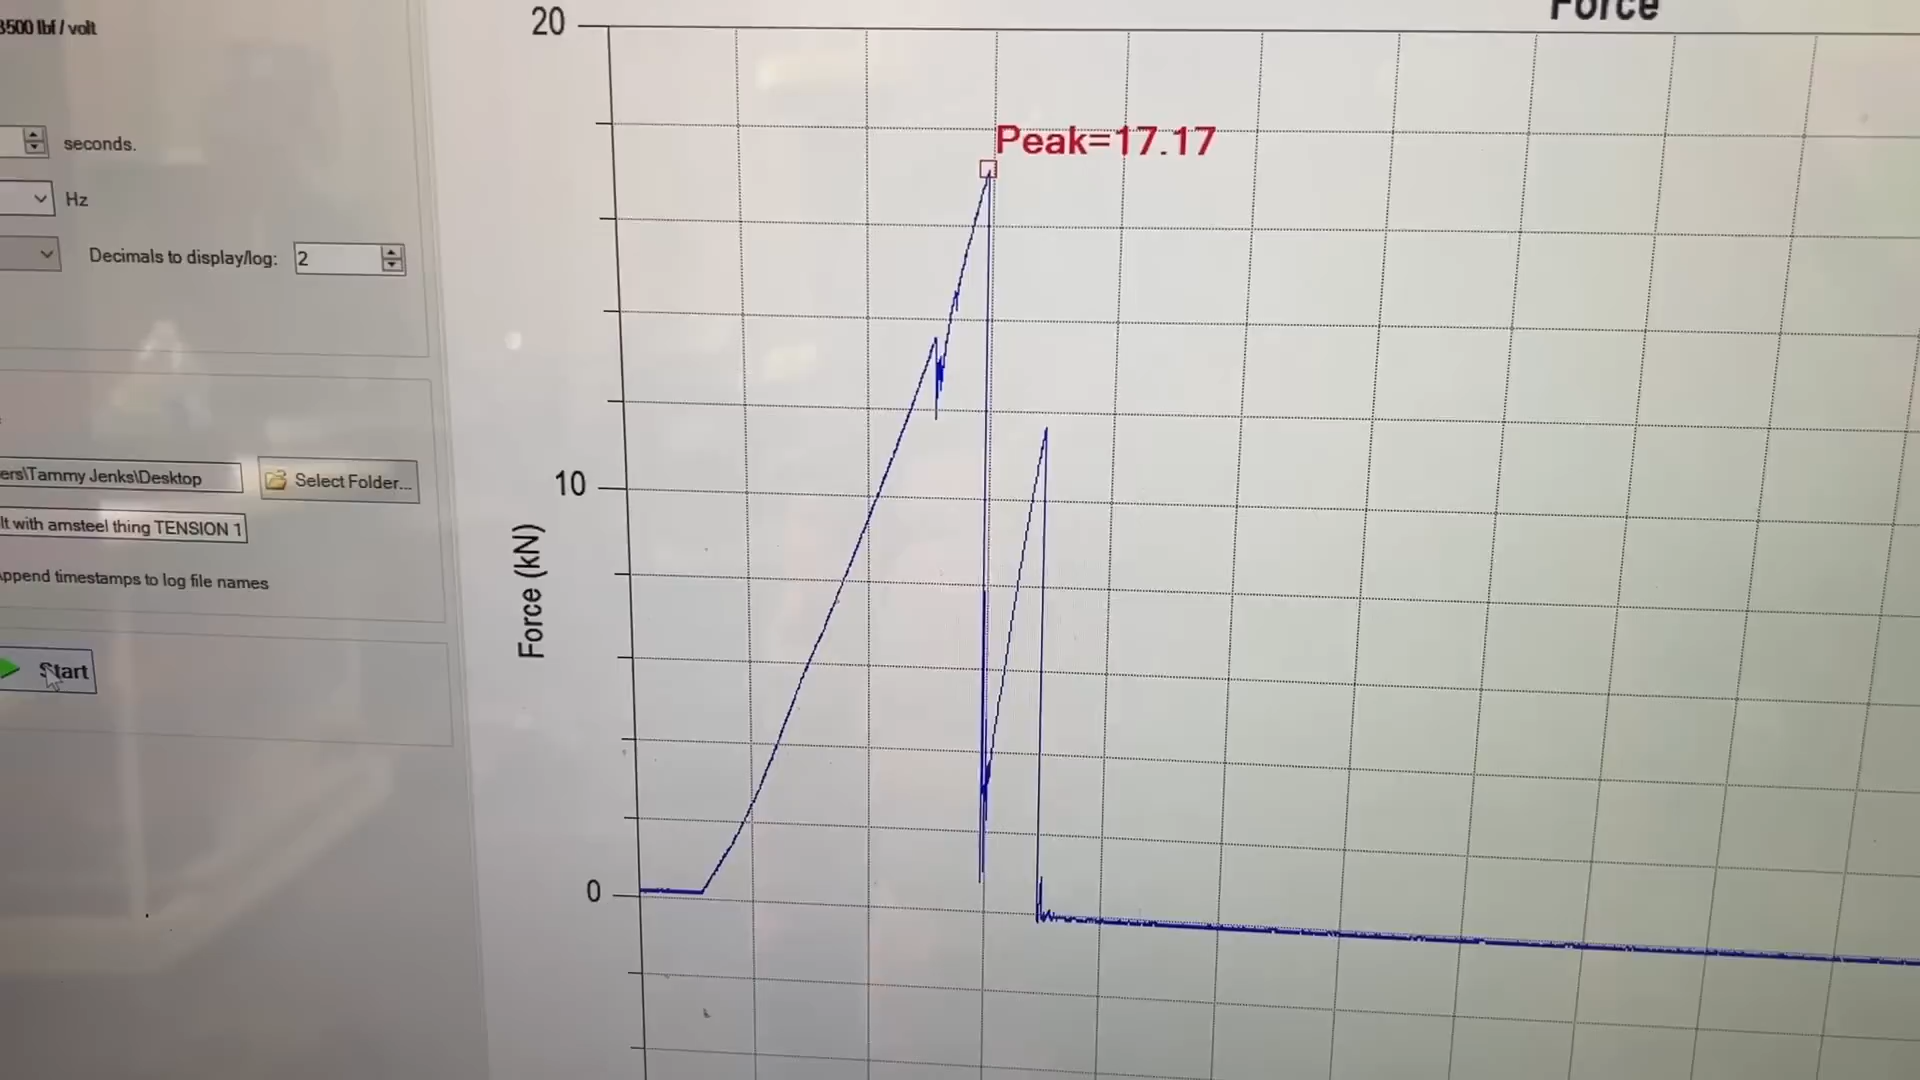 3500 lbf / volt
Force
20
Peak=17.17
seconds.
Hz
Decimals to display/log: 2
ers\Tammy Jenks\Desktop
Select Folder...
10
lt with amsteel thing TENSION 1
Append timestamps to log file names
Force (kN)
Start
0